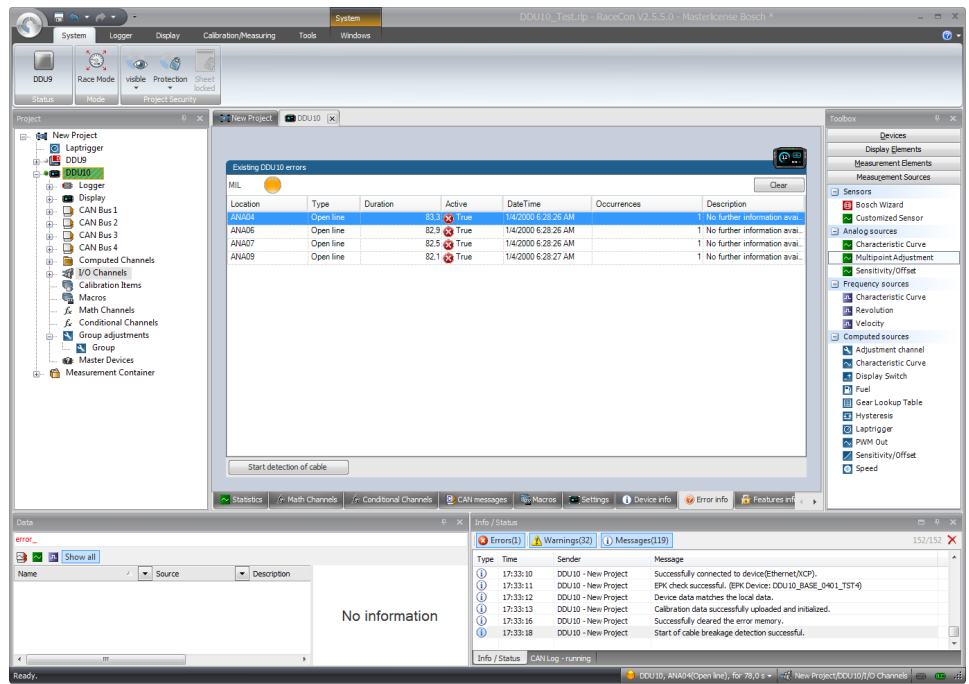 System
DDU10_Test.rlp - RaceCon V2.5.5.0 - Masterlicense Bosch *
System Logger Display Calibration/Measuring Tools Windows
DDU9 Race Mode visible Protection Sheet locked
Status Mode Project Security
Project
New Project
Laptrigger
DDU9
DDU10
Logger
Display
CAN Bus 1
CAN Bus 2
CAN Bus 3
CAN Bus 4
Computed Channels
I/O Channels
Calibration Items
Macros
Math Channels
Conditional Channels
Group adjustments
Group
Master Devices
Measurement Container
New Project DDU10
Existing DDU10 errors
MIL Clear
Location Type Duration Active DateTime Occurrences Description
ANA04 Open line 83,3 True 1/4/2000 6:28:26 AM 1 No further information avai...
ANA06 Open line 82,9 True 1/4/2000 6:28:26 AM 1 No further information avai...
ANA07 Open line 82,5 True 1/4/2000 6:28:26 AM 1 No further information avai...
ANA09 Open line 82,1 True 1/4/2000 6:28:27 AM 1 No further information avai...
Start detection of cable
Statistics Math Channels Conditional Channels CAN messages Macros Settings Device info Error info Features inf
Toolbox
Devices
Display Elements
Measurement Elements
Measurement Sources
Sensors
Bosch Wizard
Customized Sensor
Analog sources
Characteristic Curve
Multipoint Adjustment
Sensitivity/Offset
Frequency sources
Characteristic Curve
Revolution
Velocity
Computed sources
Adjustment channel
Characteristic Curve
Display Switch
Fuel
Gear Lookup Table
Hysteresis
Laptrigger
PWM Out
Sensitivity/Offset
Speed
Data
error_
Show all
Name Source Description
No information
Info / Status
Errors(1) Warnings(32) Messages(119) 152/152
Type Time Sender Message
17:33:10 DDU10 - New Project Successfully connected to device(Ethernet/XCP).
17:33:11 DDU10 - New Project EPK check successful. (EPK Device: DDU10_BASE_0401_TST4)
17:33:12 DDU10 - New Project Device data matches the local data.
17:33:13 DDU10 - New Project Calibration data successfully uploaded and initialized.
17:33:16 DDU10 - New Project Successfully cleared the error memory.
17:33:18 DDU10 - New Project Start of cable breakage detection successful.
Info / Status CAN Log - running
Ready. DDU10, ANA04(Open line), for 78,0 s New Project/DDU10/I/O Channels